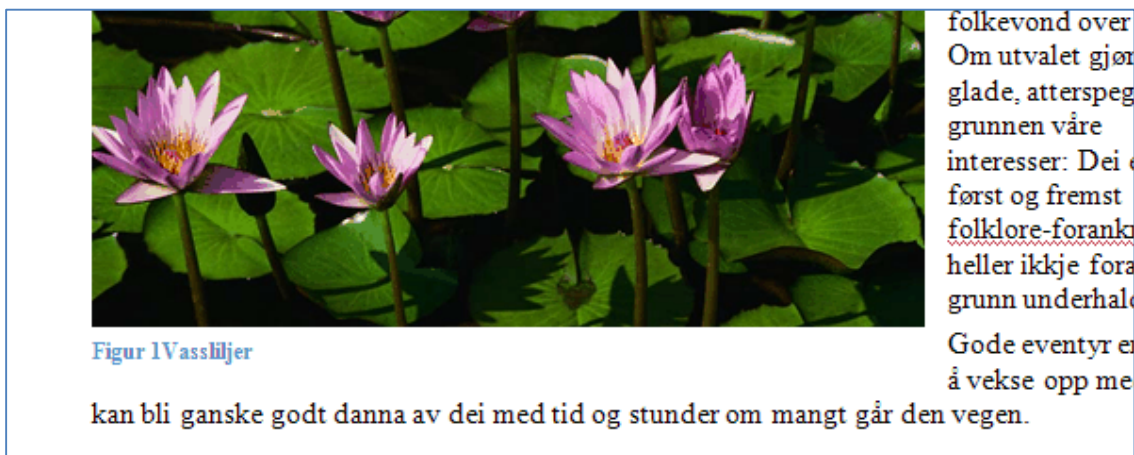 folkevond over
Om utvalet gjør
glade, atterspeg
grunnen våre
interesser: Dei
først og fremst
folklore-forank
heller ikkje fora
grunn underhald
Figur 1Vassliljer
Gode eventyr er
å vekse opp me
kan bli ganske godt danna av dei med tid og stunder om mangt går den vegen.